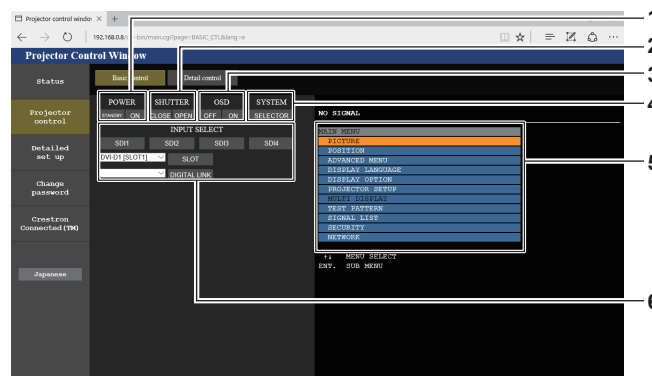 Projector control window
192.168.0.8/cgi-bin/main.cgi?page=BASIC_CTL&lang=e
Projector Control Window
Status
Projector control
Detailed set up
Change password
Crestron Connected(TM)
Japanese
Basic control Detail control
POWER SHUTTER OSD SYSTEM
STANDBY ON CLOSE OPEN OFF ON SELECTOR
INPUT SELECT
SDI1 SDI2 SDI3 SDI4
DVI-D1 [SLOT1] SLOT
DIGITAL LINK
NO SIGNAL
MAIN MENU
PICTURE
POSITION
ADVANCED MENU
DISPLAY LANGUAGE
DISPLAY OPTION
PROJECTOR SETUP
MULTI DISPLAY
TEST PATTERN
SIGNAL LIST
SECURITY
NETWORK
↑↓ MENU SELECT
ENT. SUB MENU
1
2
3
4
5
6